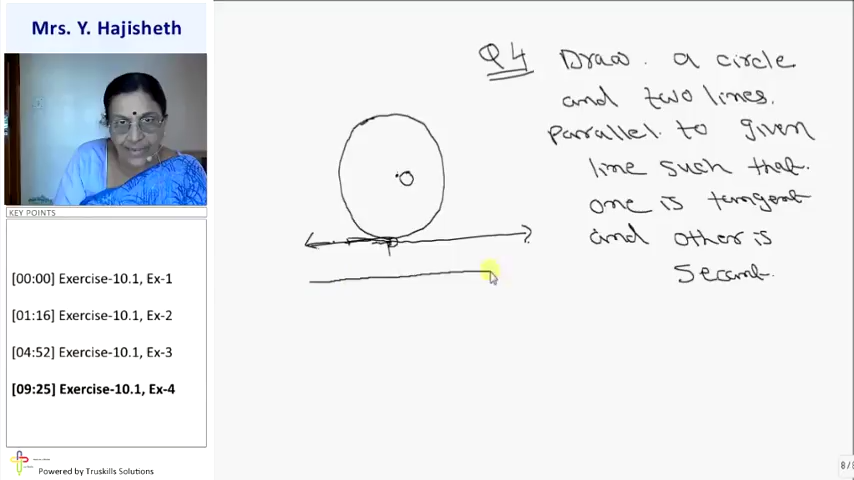 Mrs. Y. Hajisheth
KEY POINTS
[00:00] Exercise-10.1, Ex-1
[01:16] Exercise-10.1, Ex-2
[04:52] Exercise-10.1, Ex-3
[09:25] Exercise-10.1, Ex-4
Powered by Truskills Solutions
Q4 Draw a circle
and two lines.
parallel to given
line such that
one is tangent
and other is
secant.
P
O
8/8